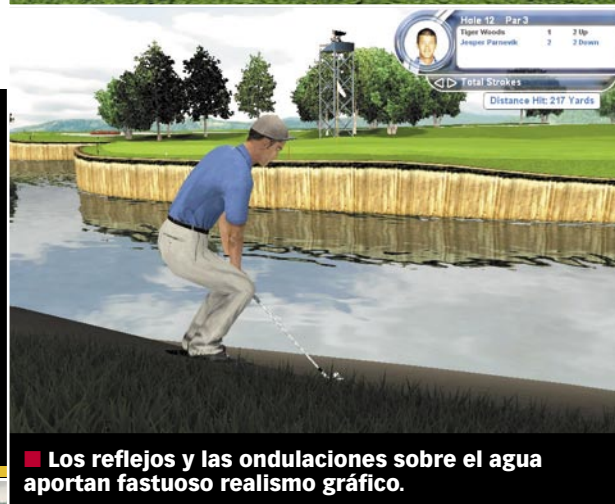 Hole 12 Par 3
Tiger Woods 1 2 Up
Jesper Parnevik 2 2 Down
Total Strokes
Distance Hit: 217 Yards
Los reflejos y las ondulaciones sobre el agua
aportan fastuoso realismo gráfico.